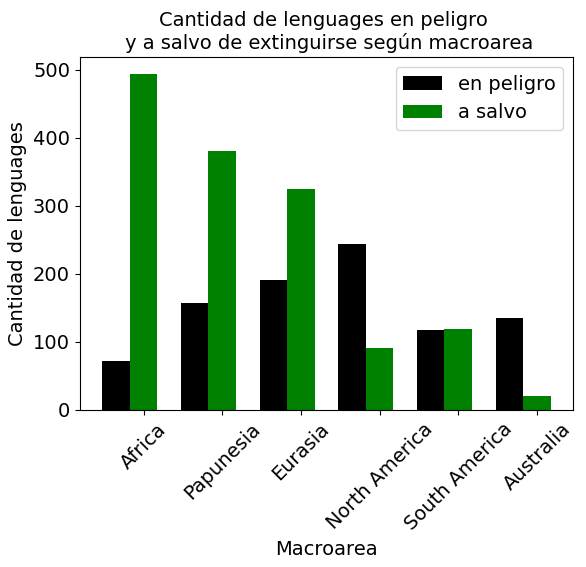 Cantidad de lenguages en peligro
y a salvo de extinguirse según macroarea
en peligro
a salvo
Cantidad de lenguages
500
400
300
200
100
0
Africa
Papunesia
Eurasia
North America
South America
Australia
Macroarea